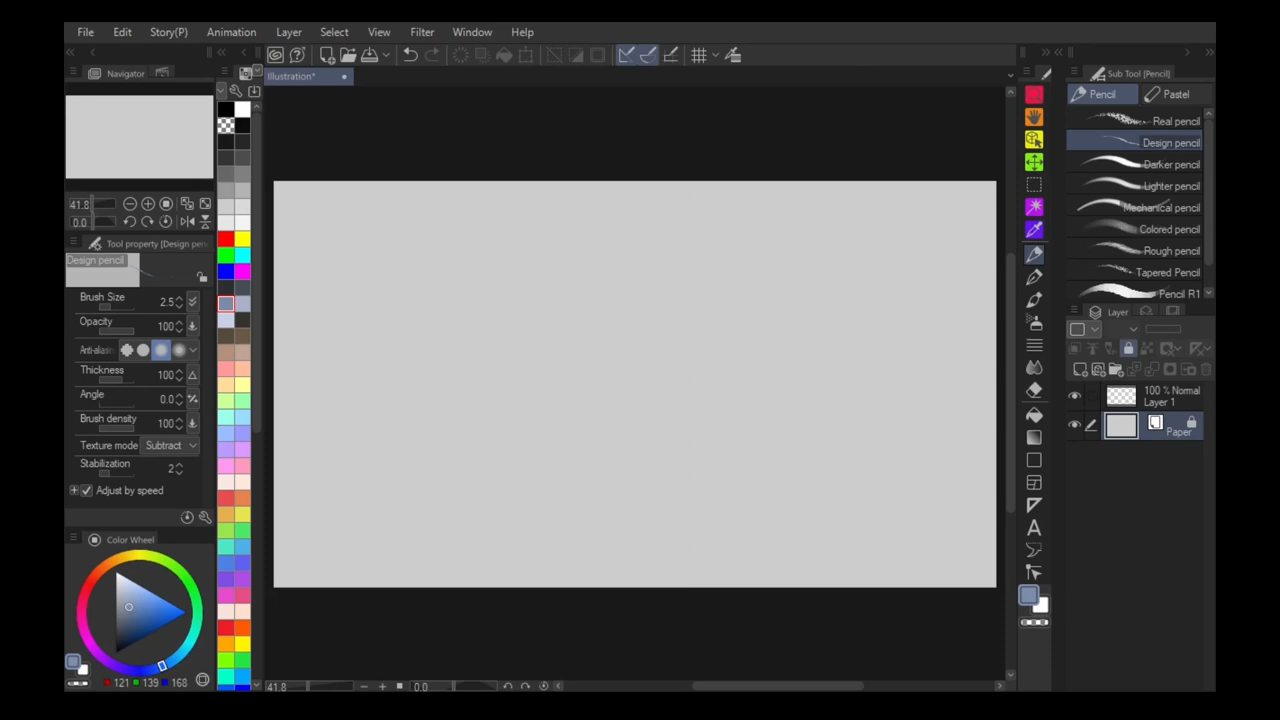 File Edit Story(P) Animation Layer Select View Filter Window Help
Navigator
Illustration*
Sub Tool [Pencil]
Pencil Pastel
Real pencil
Design pencil
Darker pencil
Lighter pencil
Mechanical pencil
Colored pencil
Rough pencil
Tapered Pencil
Pencil R1
41.8
0.0
Tool property [Design pen
Design pencil
Brush Size 2.5
Opacity 100
Anti-aliasin
Thickness 100
Angle 0.0
Brush density 100
Texture mode Subtract
Stabilization 2
Adjust by speed
Color Wheel
121 139 168
41.8 0.0
Layer
100 % Normal
Layer 1
Paper